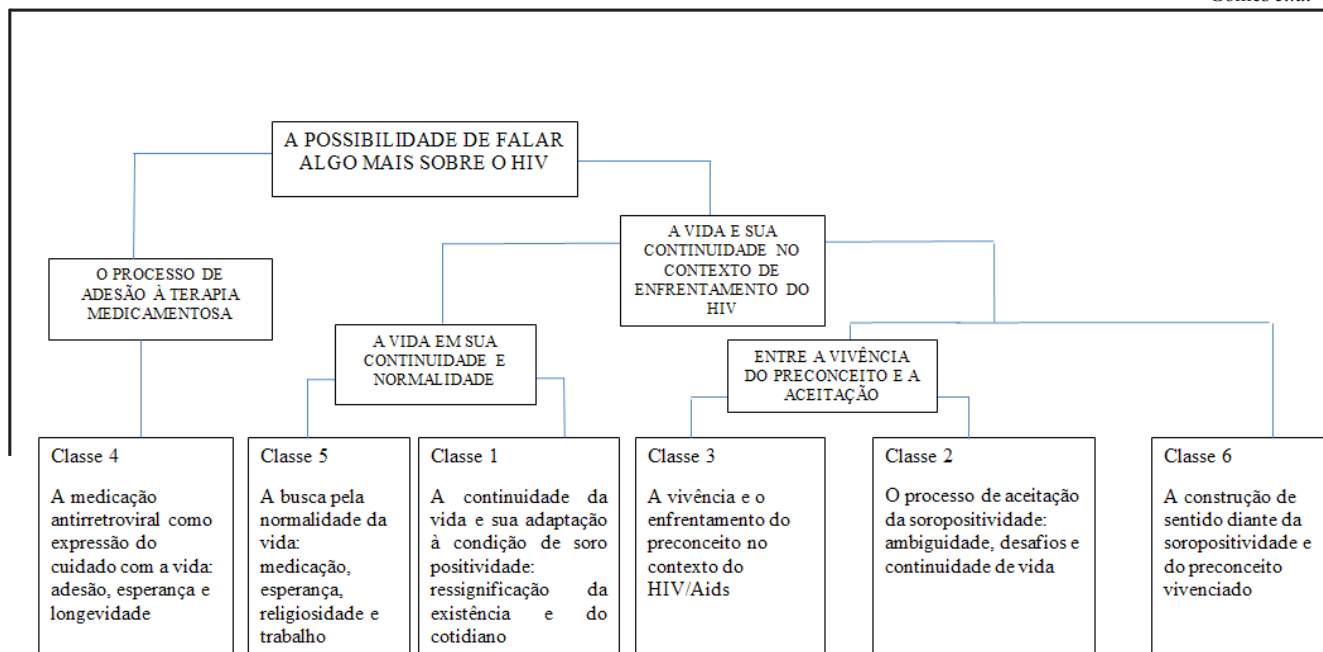 A POSSIBILIDADE DE FALAR
ALGO MAIS SOBRE O HIV
A VIDA E SUA
CONTINUIDADE NO
CONTEXTO DE
ENFRENTAMENTO DO
HIV
O PROCESSO DE
ADESÃO À TERAPIA
MEDICAMENTOSA
A VIDA EM SUA
CONTINUIDADE E
NORMALIDADE
ENTRE A VIVÊNCIA
DO PRECONCEITO E A
ACEITAÇÃO
Classe 4
A medicação
antirretroviral como
expressão do
cuidado com a vida:
adesão, esperança e
longevidade
Classe 5
A busca pela
normalidade da
vida:
medicação,
esperança,
religiosidade e
trabalho
Classe 1
A continuidade da
vida e sua adaptação
à condição de soro
positividade:
ressignificação da
existência e do
cotidiano
Classe 3
A vivência e o
enfrentamento do
preconceito no
contexto do
HIV/Aids
Classe 2
O processo de aceitação
da soropositividade:
ambiguidade, desafios e
continuidade de vida
Classe 6
A construção de
sentido diante da
soropositividade e
do preconceito
vivenciado